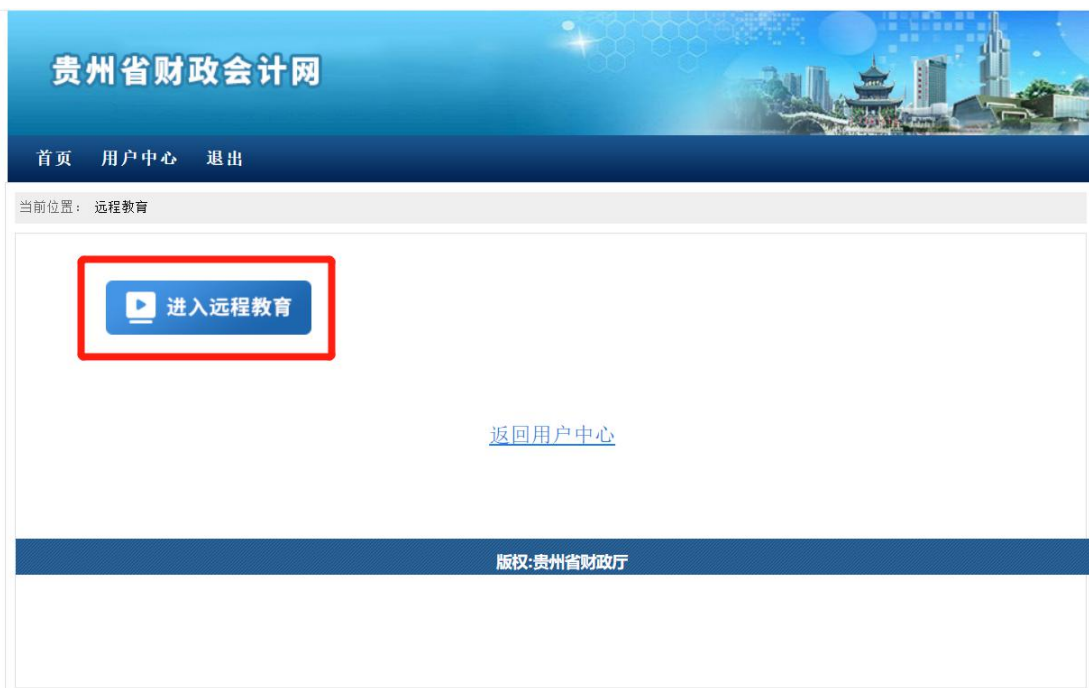 贵州省财政会计网
首页 用户中心 退出
当前位置: 远程教育
进入远程教育
返回用户中心
版权:贵州省财政厅